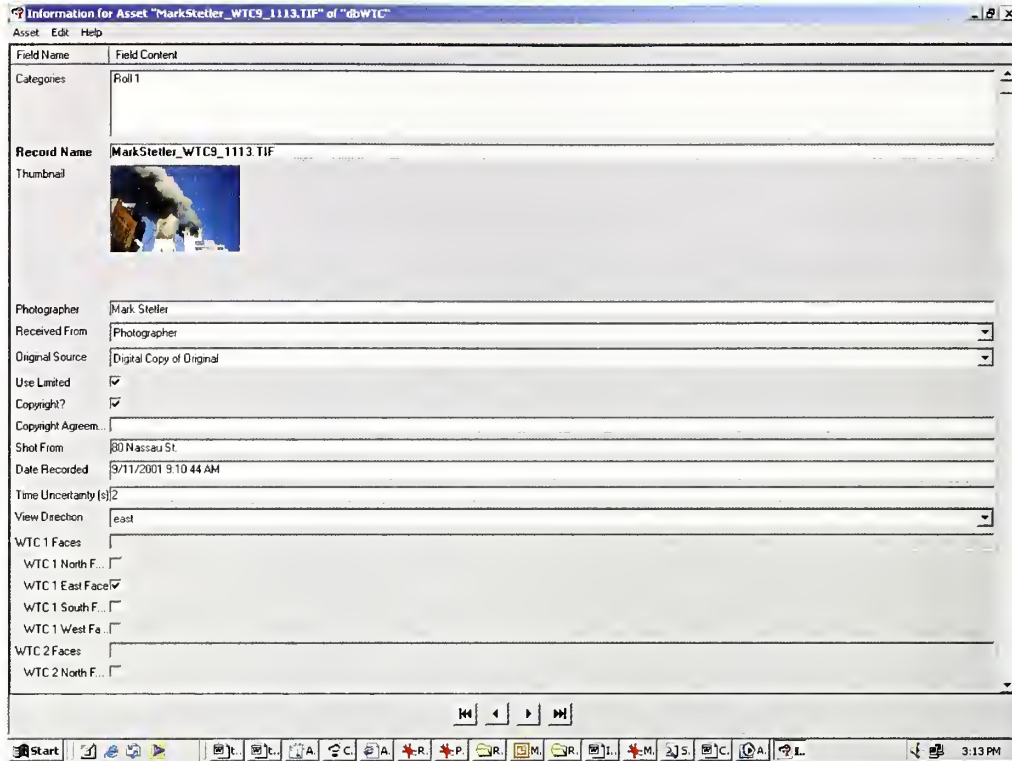 Information for Asset "MarkStetler_WTC9_1113.TIF" of "dbWTC"
Asset Edit Help
Field Name Field Content
Categories Roll 1
Record Name MarkStetler_WTC9_1113.TIF
Thumbnail
Photographer Mark Stetler
Received From Photographer
Original Source Digital Copy of Original
Use Limited
Copyright?
Copyright Agreem...
Shot From 80 Nassau St.
Date Recorded 9/11/2001 9:10 44 AM
Time Uncertainty (s) 2
View Direction east
WTC 1 Faces
WTC 1 North F...
WTC 1 East Face
WTC 1 South F...
WTC 1 West Fa...
WTC 2 Faces
WTC 2 North F...
Start t.. t.. A. C. A. R. P. R. M. R. I.. M. S. C. A. I.. 3:13 PM